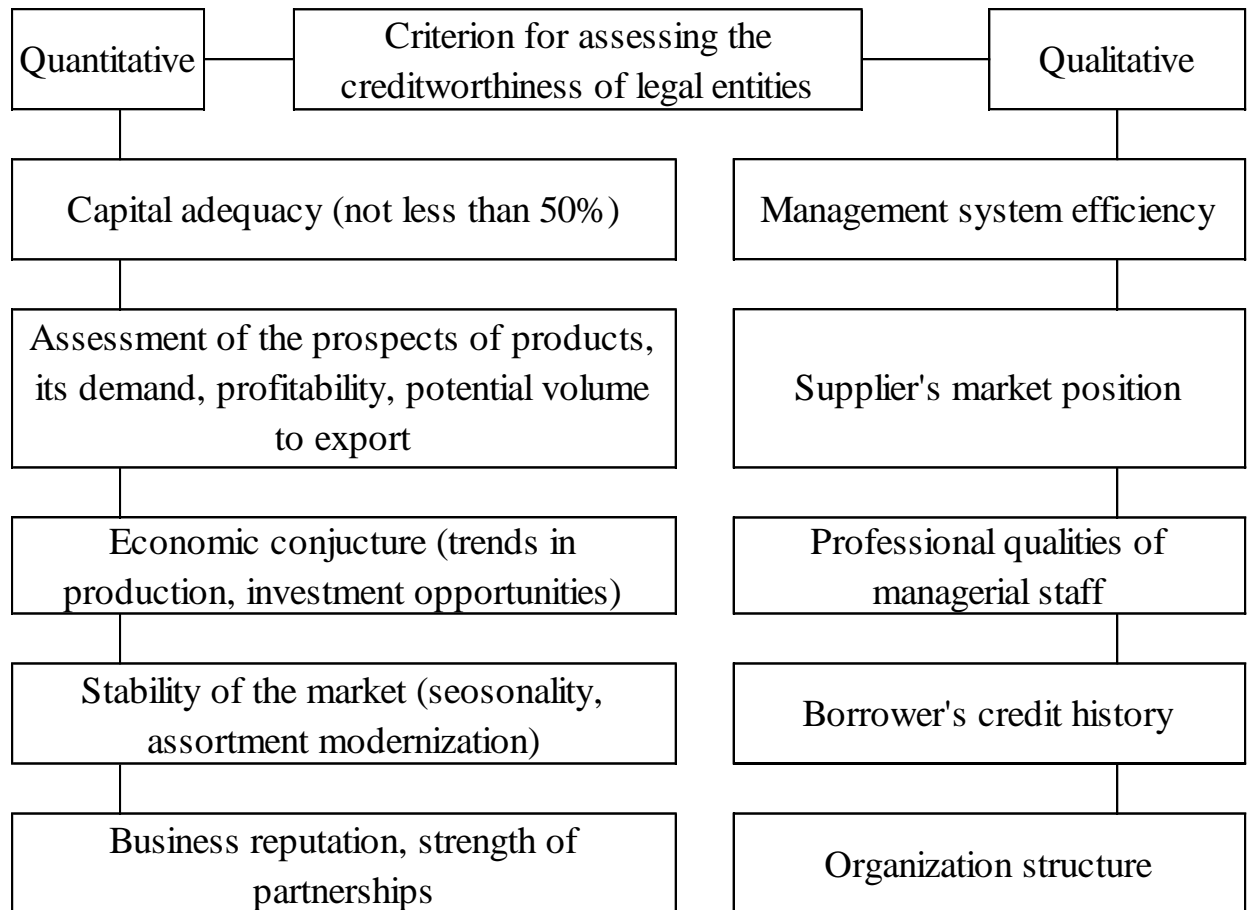 Quantitative
Criterion for assessing the
creditworthiness of legal entities
Qualitative
Capital adequacy (not less than 50%)
Management system efficiency
Assessment of the prospects of products,
its demand, profitability, potential volume
to export
Supplier's market position
Economic conjucture (trends in
production, investment opportunities)
Professional qualities of
managerial staff
Stability of the market (seosonality,
assortment modernization)
Borrower's credit history
Business reputation, strength of
partnerships
Organization structure